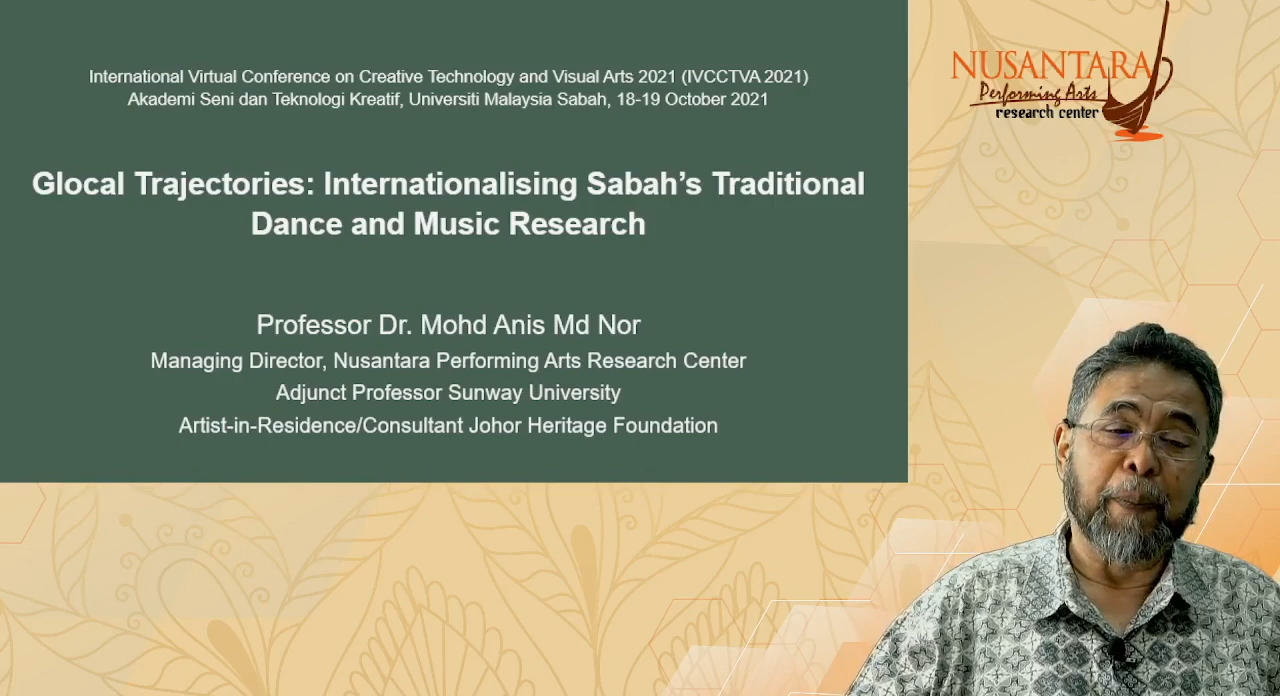 International Virtual Conference on Creative Technology and Visual Arts 2021 (IVCCTVA 2021)
Akademi Seni dan Teknologi Kreatif, Universiti Malaysia Sabah, 18-19 October 2021
Glocal Trajectories: Internationalising Sabah’s Traditional
Dance and Music Research
Professor Dr. Mohd Anis Md Nor
Managing Director, Nusantara Performing Arts Research Center
Adjunct Professor Sunway University
Artist-in-Residence/Consultant Johor Heritage Foundation
NUSANTARA
Performing Arts
research center